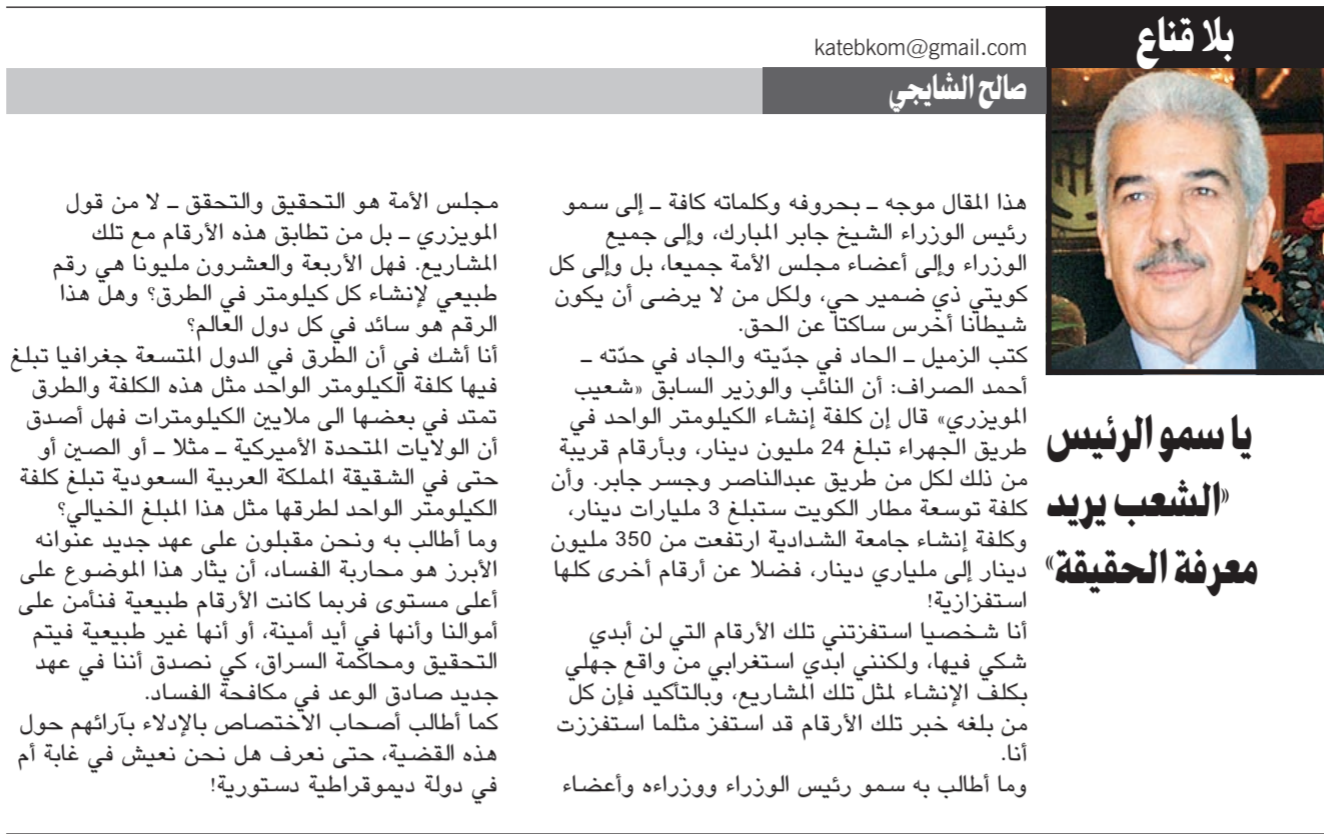 بلا قناع
katebkom@gmail.com
صالح الشايجي
يا سمو الرئيس
«الشعب يريد
معرفة الحقيقة»
هذا المقال موجه ــ بحروفه وكلماته كافة ــ إلى سمو
رئيس الوزراء الشيخ جابر المبارك، وإلى جميع
الوزراء وإلى أعضاء مجلس الأمة جميعا، بل وإلى كل
كويتي ذي ضمير حي، ولكل من لا يرضى أن يكون
شيطانا أخرس ساكتا عن الحق.
كتب الزميل ــ الحاد في جدّيته والجاد في حدّته ــ
أحمد الصراف: أن النائب والوزير السابق «شعيب
المويزري» قال إن كلفة إنشاء الكيلومتر الواحد في
طريق الجهراء تبلغ 24 مليون دينار، وبأرقام قريبة
من ذلك لكل من طريق عبدالناصر وجسر جابر. وأن
كلفة توسعة مطار الكويت ستبلغ 3 مليارات دينار،
وكلفة إنشاء جامعة الشدادية ارتفعت من 350 مليون
دينار إلى ملياري دينار، فضلا عن أرقام أخرى كلها
استفزازية!
أنا شخصيا استفزتني تلك الأرقام التي لن أبدي
شكي فيها، ولكنني ابدي استغرابي من واقع جهلي
بكلف الإنشاء لمثل تلك المشاريع، وبالتأكيد فإن كل
من بلغه خبر تلك الأرقام قد استفز مثلما استفززت
أنا.
وما أطالب به سمو رئيس الوزراء ووزراءه وأعضاء
مجلس الأمة هو التحقيق والتحقق ــ لا من قول
المويزري ــ بل من تطابق هذه الأرقام مع تلك
المشاريع. فهل الأربعة والعشرون مليونا هي رقم
طبيعي لإنشاء كل كيلومتر في الطرق؟ وهل هذا
الرقم هو سائد في كل دول العالم؟
أنا أشك في أن الطرق في الدول المتسعة جغرافيا تبلغ
فيها كلفة الكيلومتر الواحد مثل هذه الكلفة والطرق
تمتد في بعضها الى ملايين الكيلومترات فهل أصدق
أن الولايات المتحدة الأميركية ــ مثلا ــ أو الصين أو
حتى في الشقيقة المملكة العربية السعودية تبلغ كلفة
الكيلومتر الواحد لطرقها مثل هذا المبلغ الخيالي؟
وما أطالب به ونحن مقبلون على عهد جديد عنوانه
الأبرز هو محاربة الفساد، أن يثار هذا الموضوع على
أعلى مستوى فربما كانت الأرقام طبيعية فنأمن على
أموالنا وأنها في أيد أمينة، أو أنها غير طبيعية فيتم
التحقيق ومحاكمة السراق، كي نصدق أننا في عهد
جديد صادق الوعد في مكافحة الفساد.
كما أطالب أصحاب الاختصاص بالإدلاء بآرائهم حول
هذه القضية، حتى نعرف هل نحن نعيش في غابة أم
في دولة ديموقراطية دستورية!